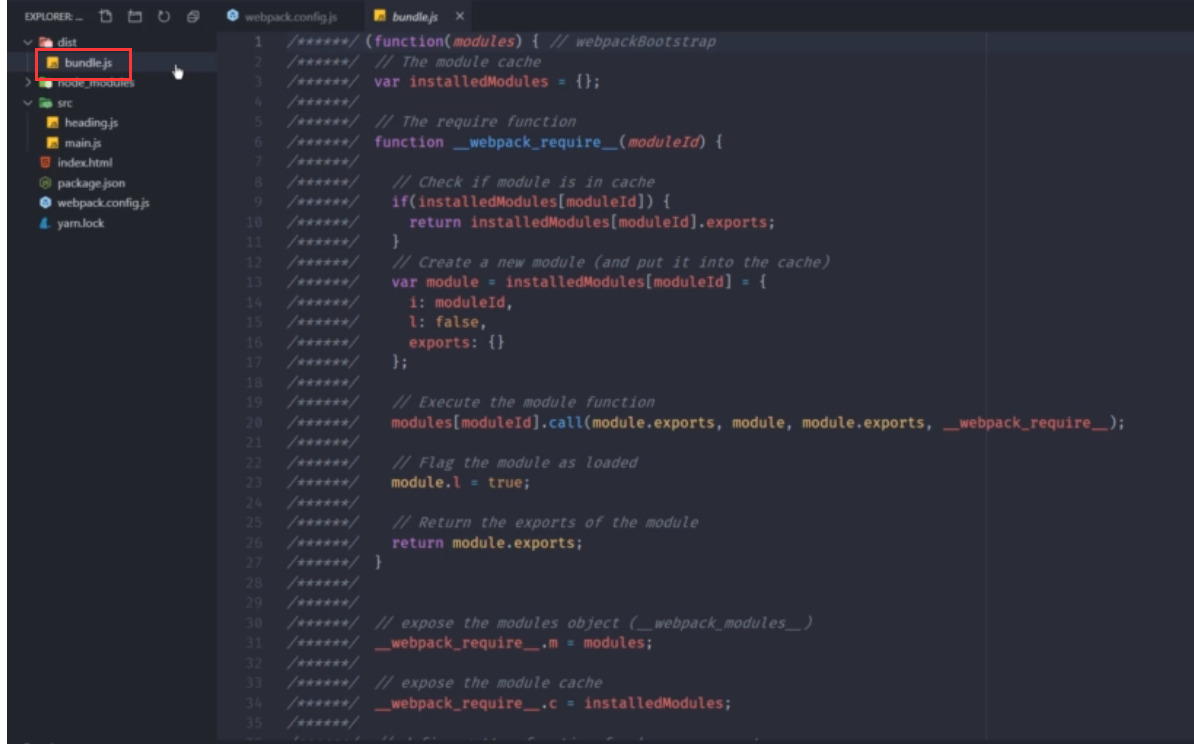 EXPLORER: ...
dist
bundle.js
node_modules
src
heading.js
main.js
index.html
package.json
webpack.config.js
yarn.lock
webpack.config.js
bundle.js ×
1 /******/ (function(modules) { // webpackBootstrap
2 /******/ // The module cache
3 /******/ var installedModules = {};
4 /******/
5 /******/ // The require function
6 /******/ function __webpack_require__(moduleId) {
7 /******/
8 /******/ // Check if module is in cache
9 /******/ if(installedModules[moduleId]) {
10 /******/ return installedModules[moduleId].exports;
11 /******/ }
12 /******/ // Create a new module (and put it into the cache)
13 /******/ var module = installedModules[moduleId] = {
14 /******/ i: moduleId,
15 /******/ l: false,
16 /******/ exports: {}
17 /******/ };
18 /******/
19 /******/ // Execute the module function
20 /******/ modules[moduleId].call(module.exports, module, module.exports, __webpack_require__);
21 /******/
22 /******/ // Flag the module as loaded
23 /******/ module.l = true;
24 /******/
25 /******/ // Return the exports of the module
26 /******/ return module.exports;
27 /******/ }
28 /******/
29 /******/
30 /******/ // expose the modules object (__webpack_modules__)
31 /******/ __webpack_require__.m = modules;
32 /******/
33 /******/ // expose the module cache
34 /******/ __webpack_require__.c = installedModules;
35 /******/